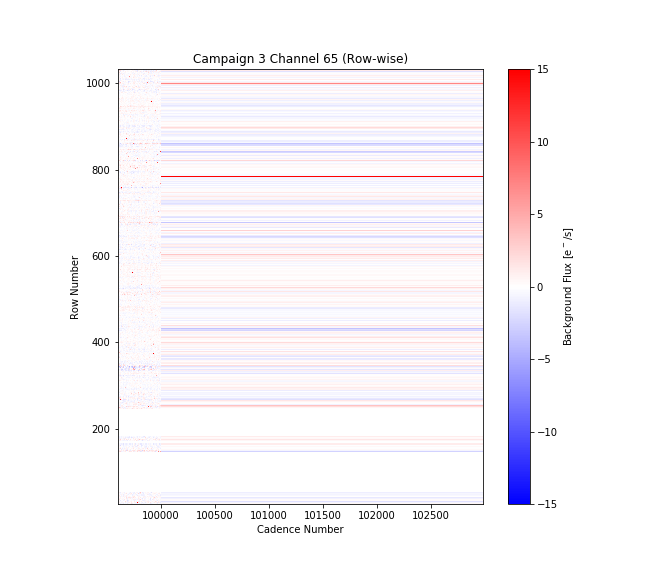 Campaign 3 Channel 65 (Row-wise)
1000
800
600
400
200
Row Number
100000 100500 101000 101500 102000 102500
Cadence Number
15
10
5
0
−5
−10
−15
Background Flux [e⁻/s]